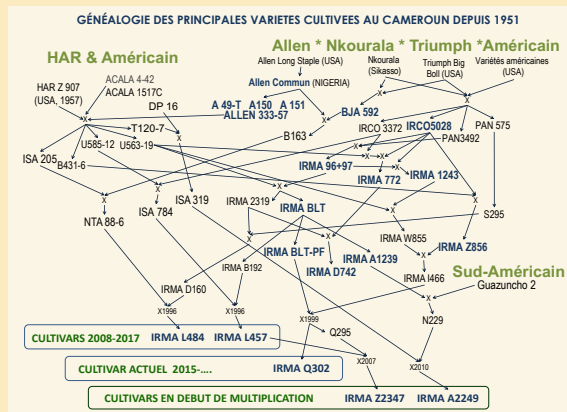 GÉNÉALOGIE DES PRINCIPALES VARIETES CULTIVEES AU CAMEROUN DEPUIS 1951
HAR & Américain
Allen * Nkourala * Triumph *Américain
Allen Long Staple (USA)
Nkourala
(Sikasso)
Triumph Big
Boll (USA)
Variétés américaines
(USA)
HAR Z 907
(USA, 1957)
ACALA 4-42
ACALA 1517C
Allen Commun (NIGERIA)
DP 16
A 49-T A150 A 151
ALLEN 333-57
X
BJA 592
X
X
X
T120-7
X
U585-12
U563-19
B163
IRCO 3372
IRCO5028
PAN3492
PAN 575
X
X
X
X
ISA 205
B431-6
IRMA 96+97
IRMA 772
IRMA 1243
X
X
ISA 319
X
X
X
NTA 88-6
ISA 784
IRMA 2319
IRMA BLT
S295
X
X
IRMA W855
IRMA Z856
IRMA BLT-PF
IRMA A1239
X
IRMA B192
IRMA D742
IRMA I466
Sud-Américain
Guazuncho 2
IRMA D160
X
X1996
X1996
X1999
N229
CULTIVARS 2008-2017
IRMA L484
IRMA L457
Q295
X2007
X2010
CULTIVAR ACTUEL 2015-....
IRMA Q302
CULTIVARS EN DEBUT DE MULTIPLICATION
IRMA Z2347
IRMA A2249